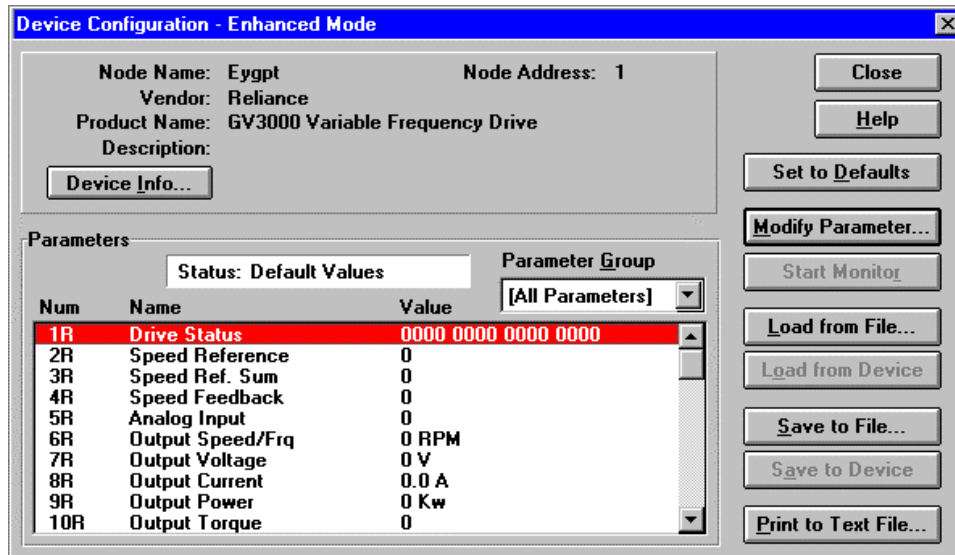 Device Configuration - Enhanced Mode
Node Name: Eygpt Node Address: 1
Vendor: Reliance
Product Name: GV3000 Variable Frequency Drive
Description:
Device Info...
Close
Help
Set to Defaults
Modify Parameter...
Start Monitor
Load from File...
Load from Device
Save to File...
Save to Device
Print to Text File...
Parameters
Status: Default Values
Parameter Group
[All Parameters]
Num Name Value
1R Drive Status 0000 0000 0000 0000
2R Speed Reference 0
3R Speed Ref. Sum 0
4R Speed Feedback 0
5R Analog Input 0
6R Output Speed/Frq 0 RPM
7R Output Voltage 0 V
8R Output Current 0.0 A
9R Output Power 0 Kw
10R Output Torque 0